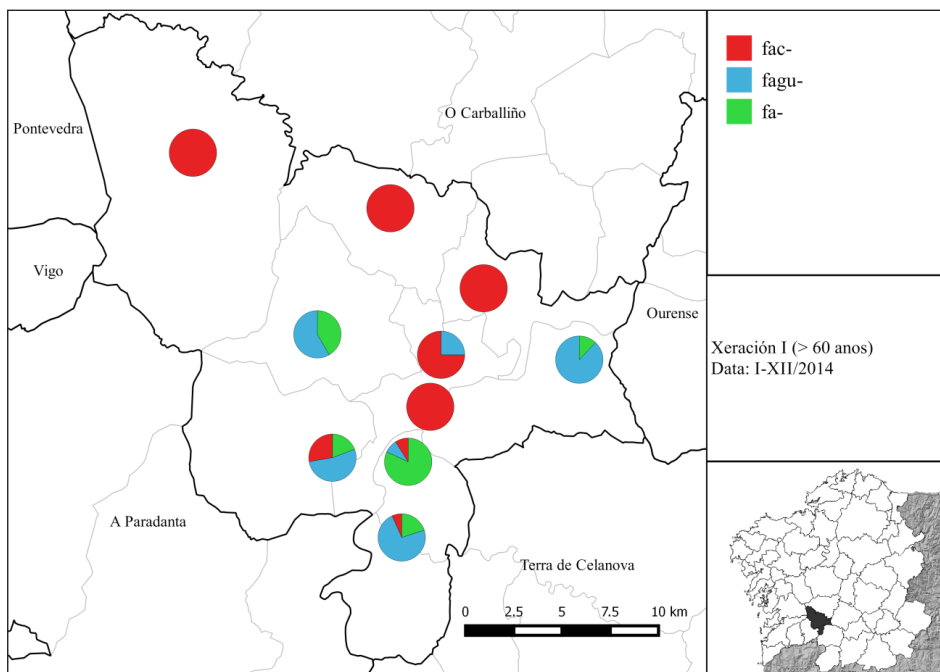 fac-
fagu-
fa-
O Carballiño
Pontevedra
Vigo
Ourense
Xeración I (> 60 anos)
Data: I-XII/2014
A Paradanta
Terra de Celanova
0 2.5 5 7.5 10 km